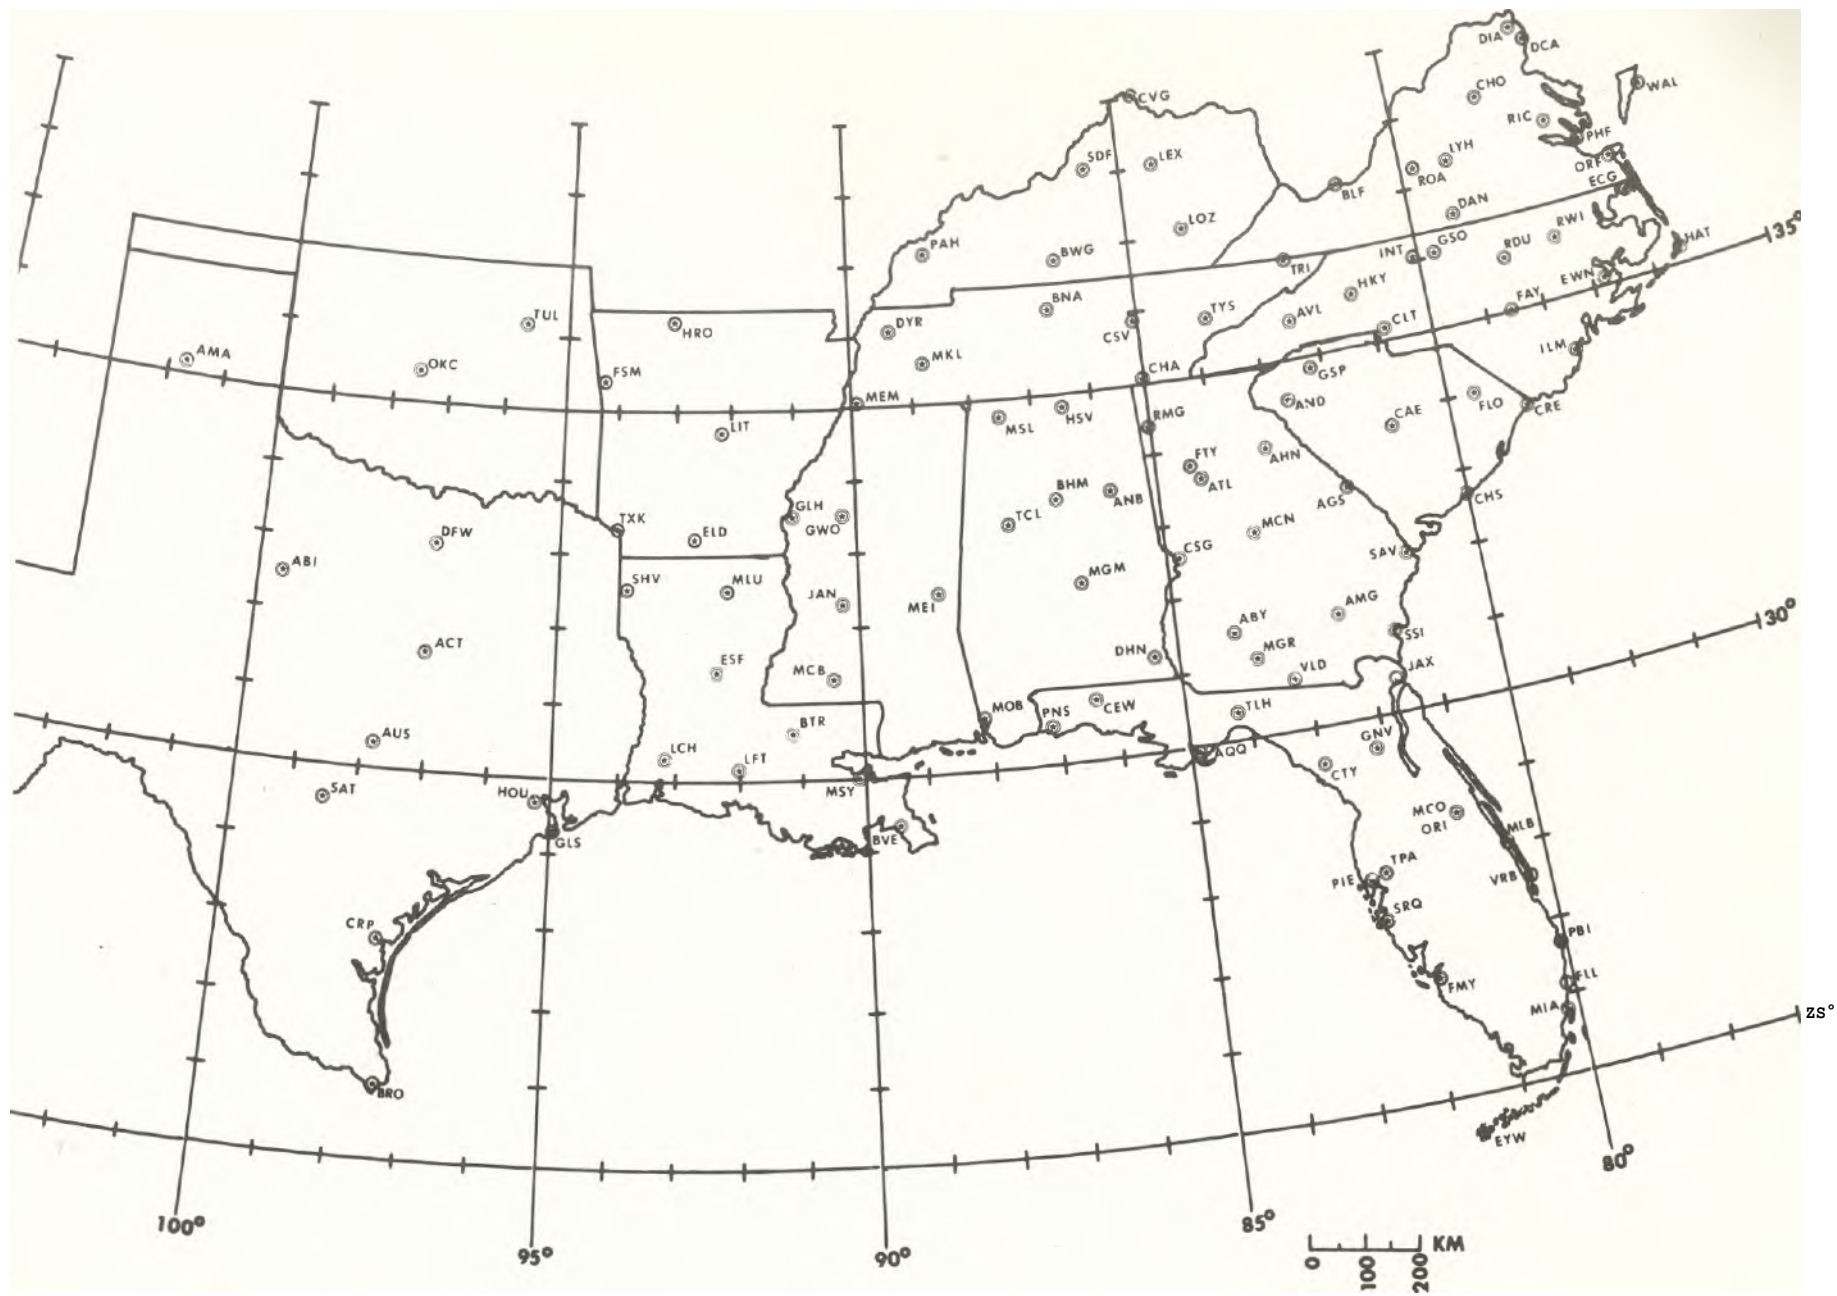 DIA
DCA
WAL
CHO
CVG
RIC
PHF
SDF
LEX
LYH
ORF
ROA
ECG
BLF
DAN
LOZ
RWI
35°
PAH
BWG
INT
GSO
RDU
HAT
TRI
EWN
HKY
BNA
TYS
AVL
FAY
TUL
HRO
DYR
CSV
CLT
ILM
AMA
OKC
FSM
MKL
CHA
GSP
MEM
RMG
AND
CAE
FLO
CRE
LIT
MSL
HSV
FTY
AHN
ATL
BHM
ANB
AGS
CHS
GLH
GWO
TCL
MCN
TXK
ELD
DFW
CSG
SAV
ABI
SHV
MLU
JAN
MEI
MGM
ABY
AMG
30°
ACT
SSI
ESF
MCB
DHN
MGR
VLD
JAX
MOB
PNS
CEW
TLH
AUS
BTR
GNV
LCH
LFT
AQQ
CTY
SAT
HOU
MSY
MCO
ORI
MLB
GLS
BVE
TPA
PIE
VRB
SRQ
CRP
PBI
FMY
FLL
MIA
zs°
BRO
EYW
80°
100°
95°
90°
85°
KM
0
100
200